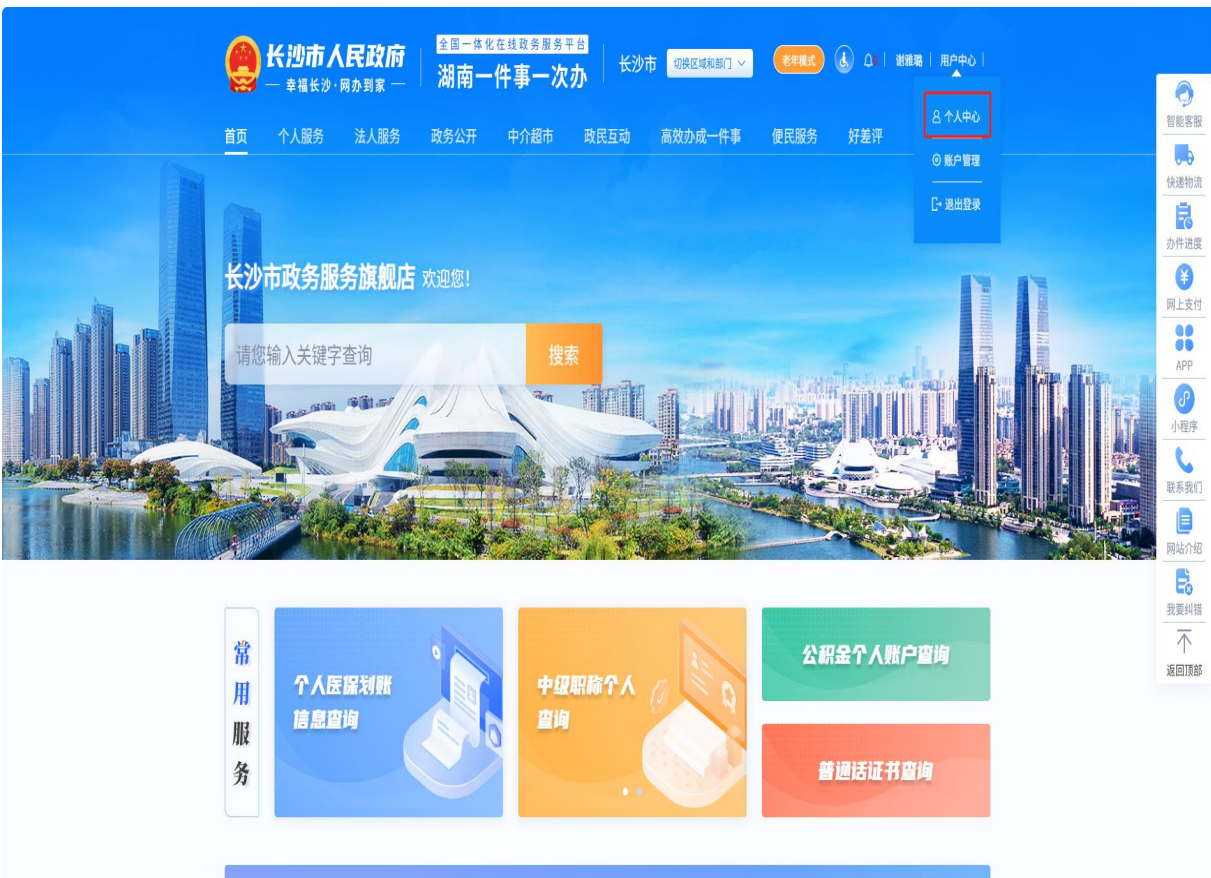 长沙市人民政府
幸福长沙·网办到家
全国一体化在线政务服务平台
湖南一件事一次办
长沙市
切换区域和部门
老年模式
谢雅璐
用户中心
个人中心
账户管理
退出登录
首页 个人服务 法人服务 政务公开 中介超市 政民互动 高效办成一件事 便民服务 好差评
长沙市政务服务旗舰店 欢迎您!
请您输入关键字查询
搜索
智能客服
快递物流
办件进度
网上支付
APP
小程序
联系我们
网站介绍
我要纠错
返回顶部
常用服务
个人医保划账
信息查询
中级职称个人
查询
公积金个人账户查询
普通话证书查询